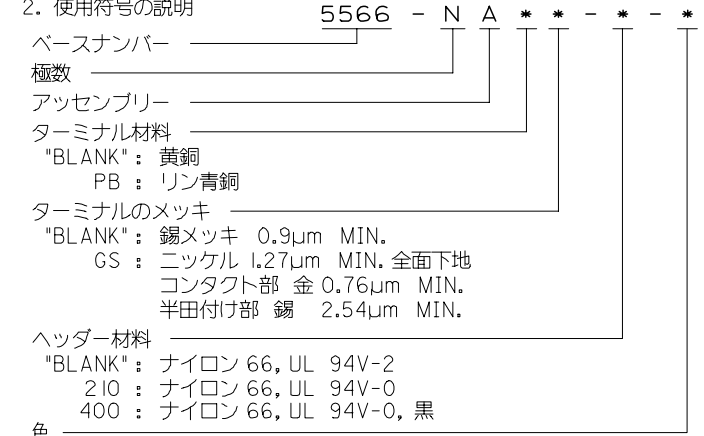 2. 使用符号の説明 5566 - N A * * - * - *
ベースナンバー
極数
アッセンブリー
ターミナル材料
"BLANK": 黄銅
PB : リン青銅
ターミナルのメッキ
"BLANK": 錫メッキ 0.9μm MIN.
GS : ニッケル 1.27μm MIN. 全面下地
コンタクト部 金 0.76μm MIN.
半田付け部 錫 2.54μm MIN.
ヘッダー材料
"BLANK": ナイロン 66, UL 94V-2
210 : ナイロン 66, UL 94V-0
400 : ナイロン 66, UL 94V-0, 黒
色